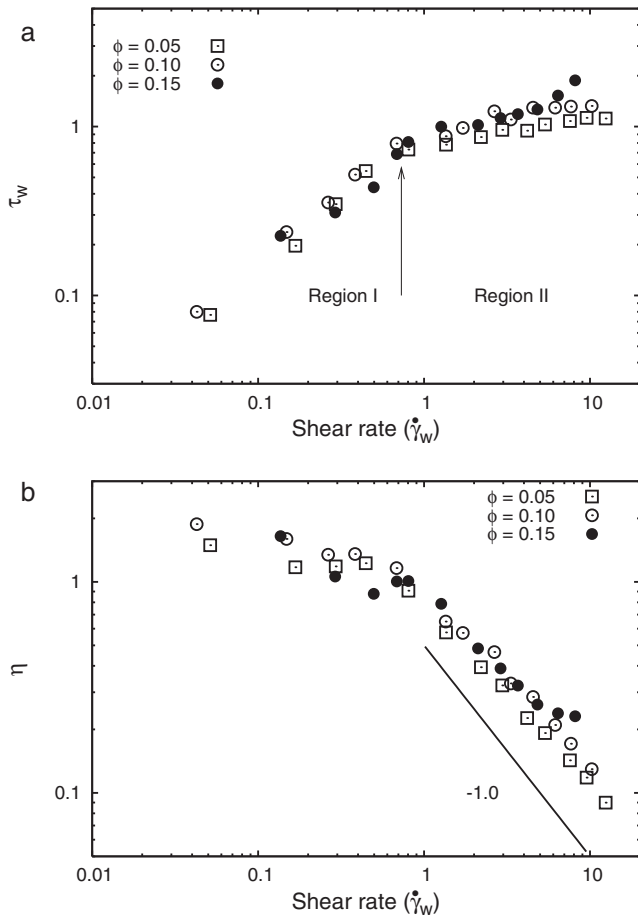 a
ϕ = 0.05
ϕ = 0.10
ϕ = 0.15
1
τw
0.1
Region I
Region II
0.01
0.1
1
10
Shear rate (γ̇w)
b
ϕ = 0.05
ϕ = 0.10
ϕ = 0.15
1
η
0.1
-1.0
0.01
0.1
1
10
Shear rate (γ̇w)